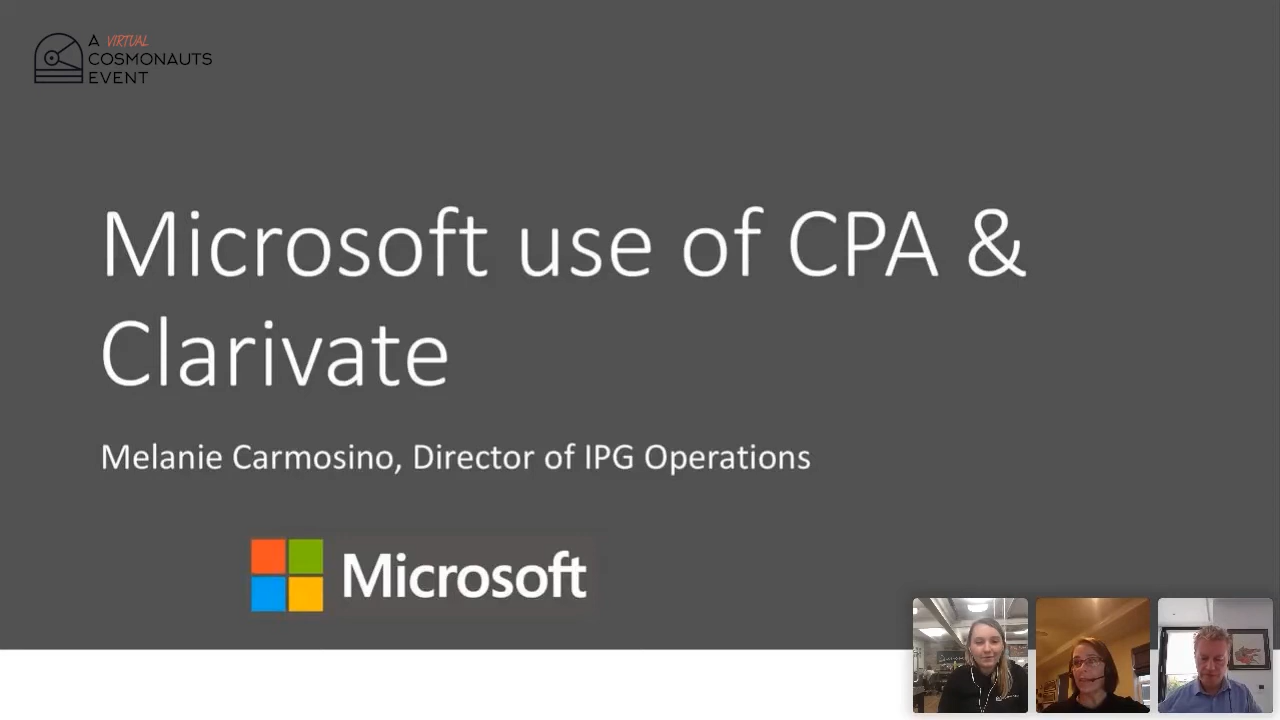 A VIRTUAL
COSMONAUTS
EVENT
Microsoft use of CPA &
Clarivate
Melanie Carmosino, Director of IPG Operations
Microsoft